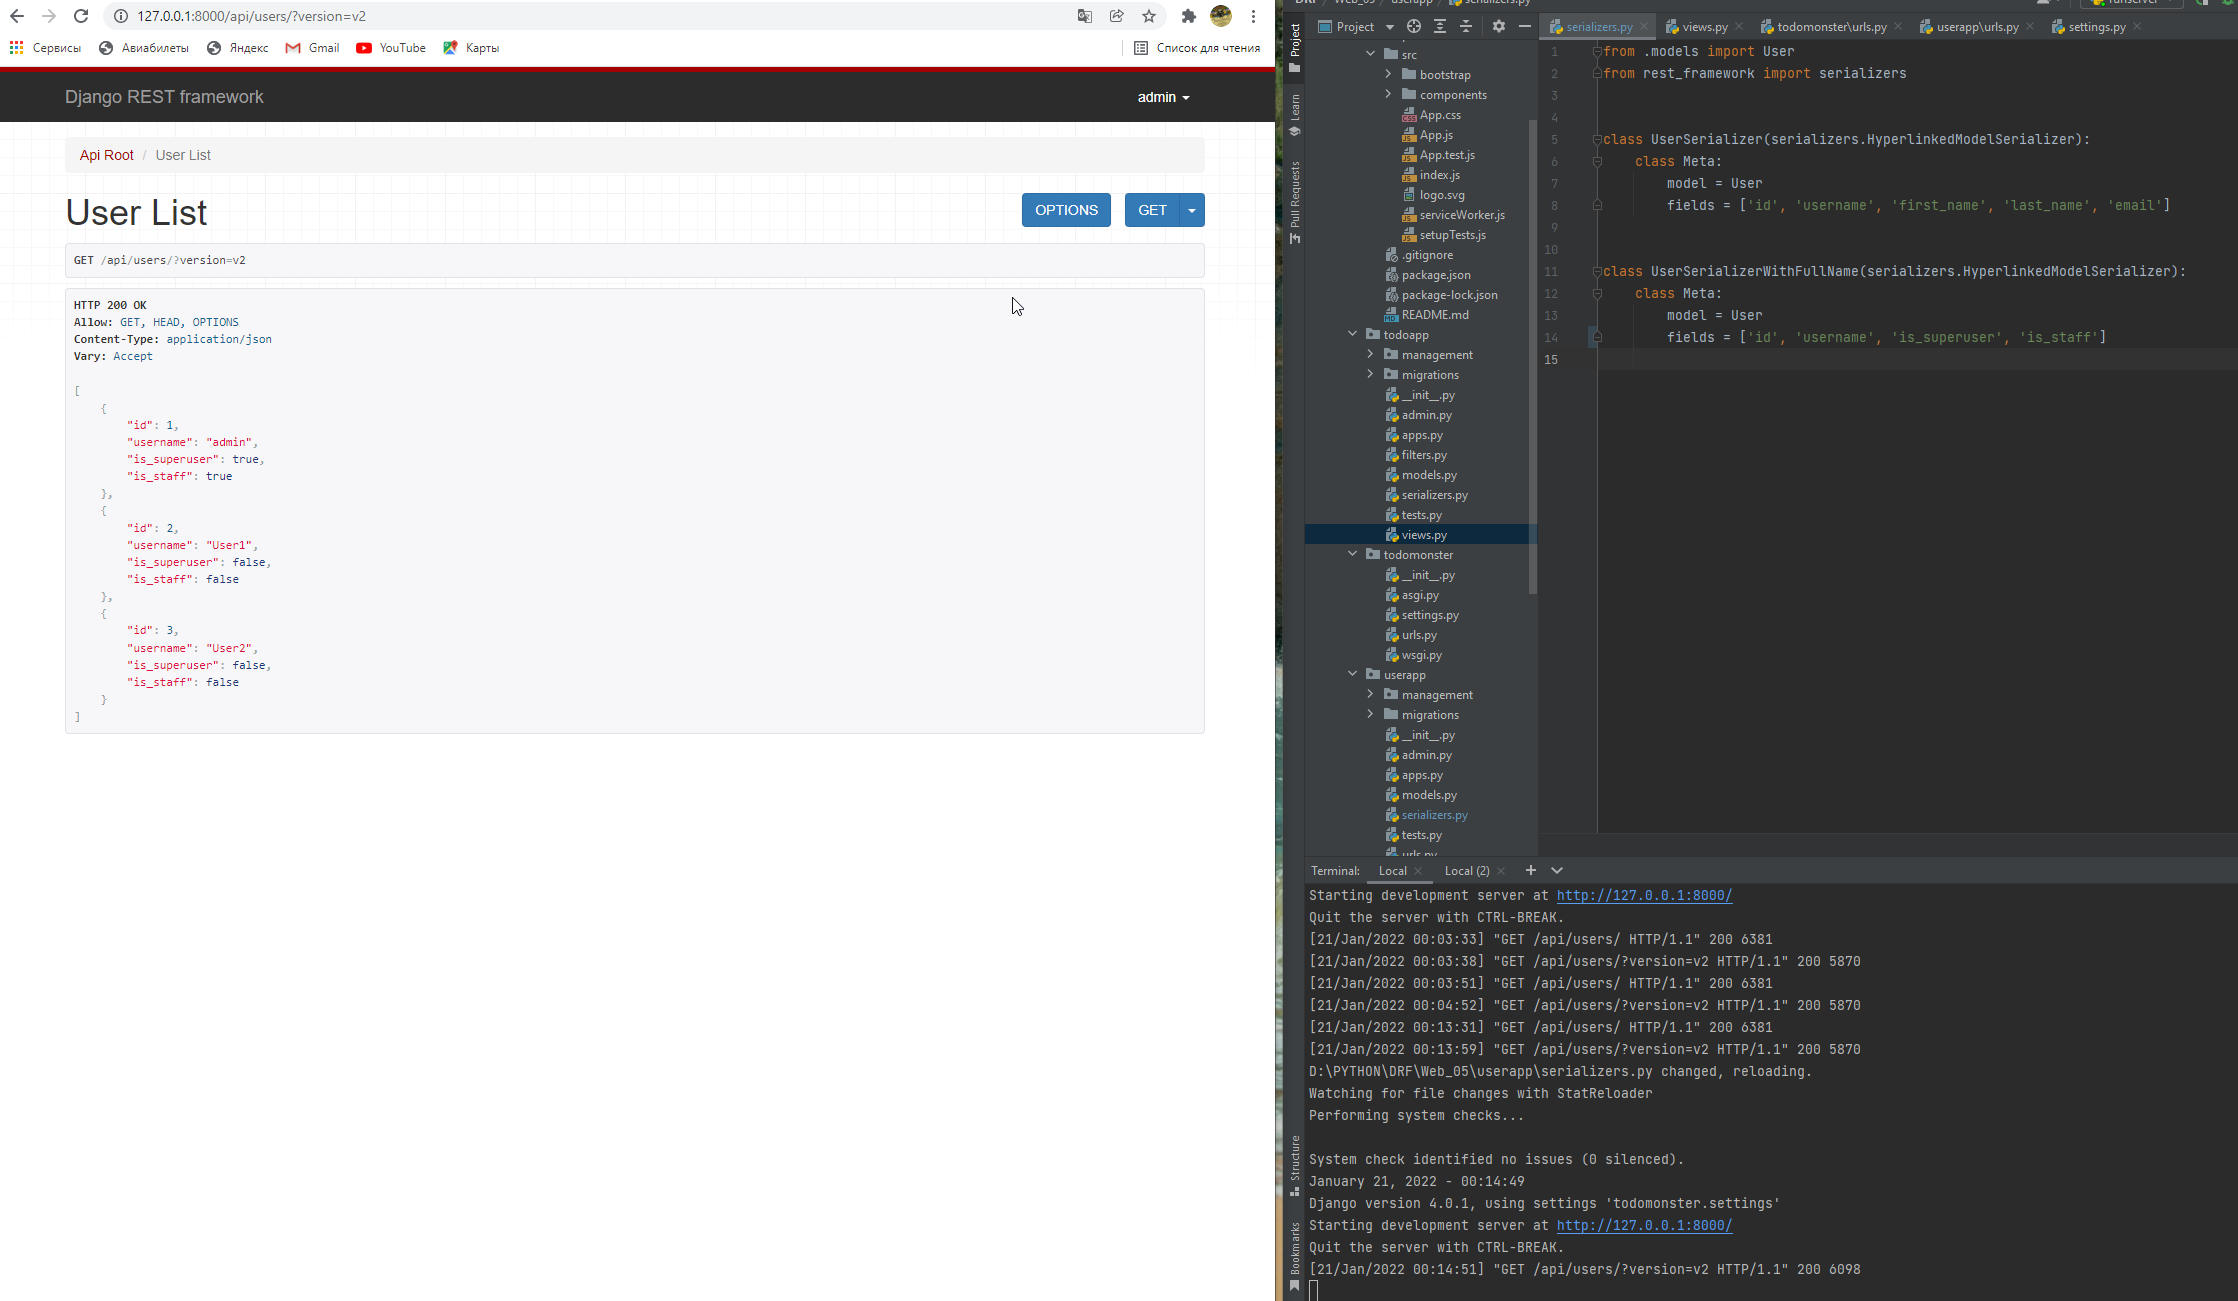 127.0.0.1:8000/api/users/?version=v2
Сервисы
Авиабилеты
Яндекс
Gmail
YouTube
Карты
Список для чтения
Django REST framework
admin
Api Root / User List
User List
OPTIONS
GET
GET /api/users/?version=v2
HTTP 200 OK
Allow: GET, HEAD, OPTIONS
Content-Type: application/json
Vary: Accept
[
{
"id": 1,
"username": "admin",
"is_superuser": true,
"is_staff": true
},
{
"id": 2,
"username": "User1",
"is_superuser": false,
"is_staff": false
},
{
"id": 3,
"username": "User2",
"is_superuser": false,
"is_staff": false
}
]
Project
Learn
Pull Requests
Structure
Bookmarks
Project
src
bootstrap
components
App.css
App.js
App.test.js
index.js
logo.svg
serviceWorker.js
setupTests.js
.gitignore
package.json
package-lock.json
README.md
todoapp
management
migrations
__init__.py
admin.py
apps.py
filters.py
models.py
serializers.py
tests.py
views.py
todomonster
__init__.py
asgi.py
settings.py
urls.py
wsgi.py
userapp
management
migrations
__init__.py
admin.py
apps.py
models.py
serializers.py
tests.py
urls.py
serializers.py
views.py
todomonster\urls.py
userapp\urls.py
settings.py
1 from .models import User
2 from rest_framework import serializers
3
4
5 class UserSerializer(serializers.HyperlinkedModelSerializer):
6 class Meta:
7 model = User
8 fields = ['id', 'username', 'first_name', 'last_name', 'email']
9
10
11 class UserSerializerWithFullName(serializers.HyperlinkedModelSerializer):
12 class Meta:
13 model = User
14 fields = ['id', 'username', 'is_superuser', 'is_staff']
15
Terminal:
Local
Local (2)
Starting development server at http://127.0.0.1:8000/
Quit the server with CTRL-BREAK.
[21/Jan/2022 00:03:33] "GET /api/users/ HTTP/1.1" 200 6381
[21/Jan/2022 00:03:38] "GET /api/users/?version=v2 HTTP/1.1" 200 5870
[21/Jan/2022 00:03:51] "GET /api/users/ HTTP/1.1" 200 6381
[21/Jan/2022 00:04:52] "GET /api/users/?version=v2 HTTP/1.1" 200 5870
[21/Jan/2022 00:13:31] "GET /api/users/ HTTP/1.1" 200 6381
[21/Jan/2022 00:13:59] "GET /api/users/?version=v2 HTTP/1.1" 200 5870
D:\PYTHON\DRF\Web_05\userapp\serializers.py changed, reloading.
Watching for file changes with StatReloader
Performing system checks...
System check identified no issues (0 silenced).
January 21, 2022 - 00:14:49
Django version 4.0.1, using settings 'todomonster.settings'
Starting development server at http://127.0.0.1:8000/
Quit the server with CTRL-BREAK.
[21/Jan/2022 00:14:51] "GET /api/users/?version=v2 HTTP/1.1" 200 6098